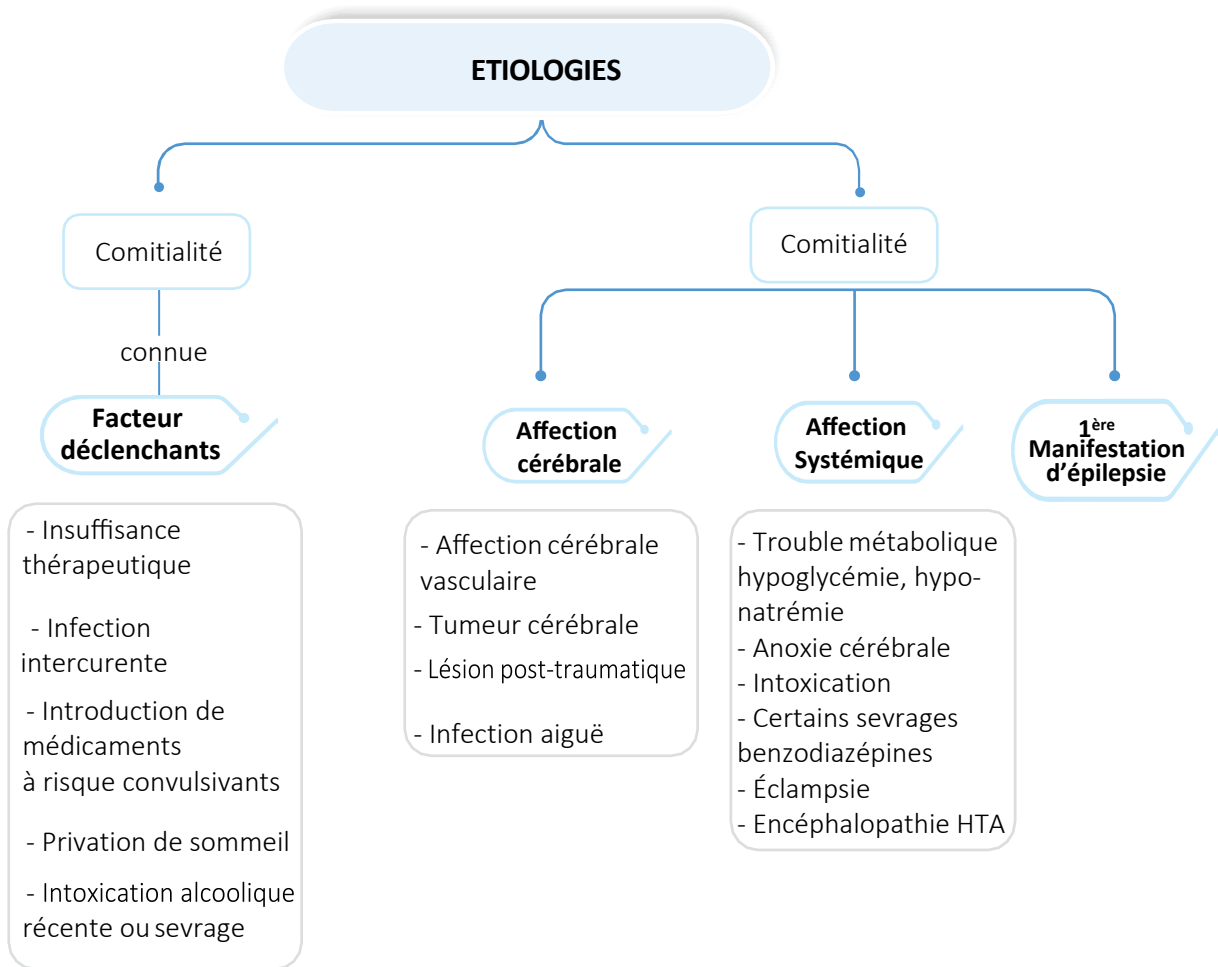 ETIOLOGIES
Comitialité
connue
Facteur
déclenchants
- Insuffisance
thérapeutique
- Infection
intercurente
- Introduction de
médicaments
à risque convulsivants
- Privation de sommeil
- Intoxication alcoolique
récente ou sevrage
Comitialité
Affection
cérébrale
- Affection cérébrale
vasculaire
- Tumeur cérébrale
- Lésion post-traumatique
- Infection aiguë
Affection
Systémique
- Trouble métabolique
hypoglycémie, hypo-
natrémie
- Anoxie cérébrale
- Intoxication
- Certains sevrages
benzodiazépines
- Éclampsie
- Encéphalopathie HTA
1ère
Manifestation
d’épilepsie